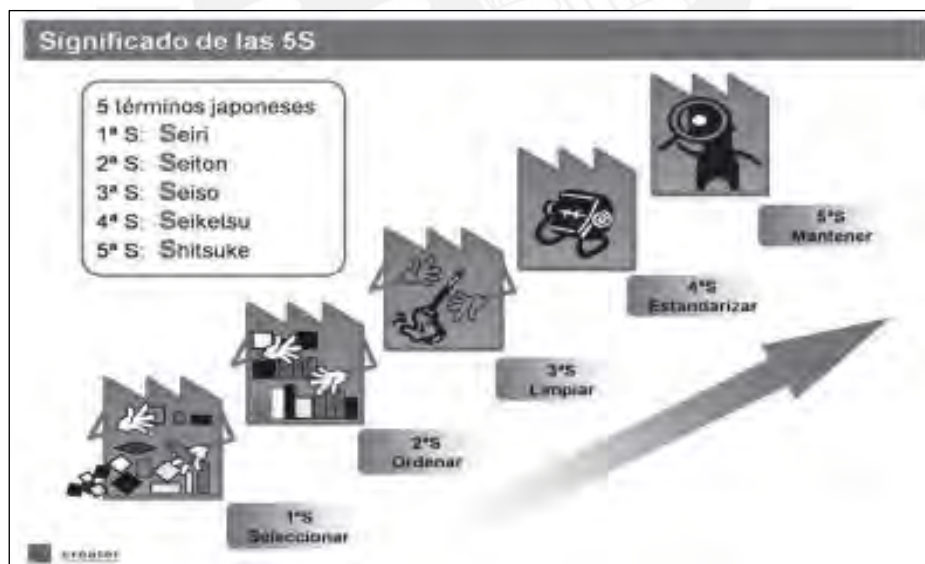 Significado de las 5S
5 términos japoneses
1ª S: Seiri
2ª S: Seiton
3ª S: Seiso
4ª S: Seiketsu
5ª S: Shitsuke
5ªS
Mantener
4ªS
Estandarizar
3ªS
Limpiar
2ªS
Ordenar
1ªS
Seleccionar